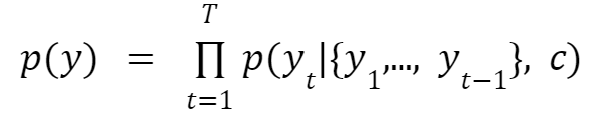 p(y) = ∏_{t=1}^{T} p(y_t|{y_1,..., y_{t-1}}, c)